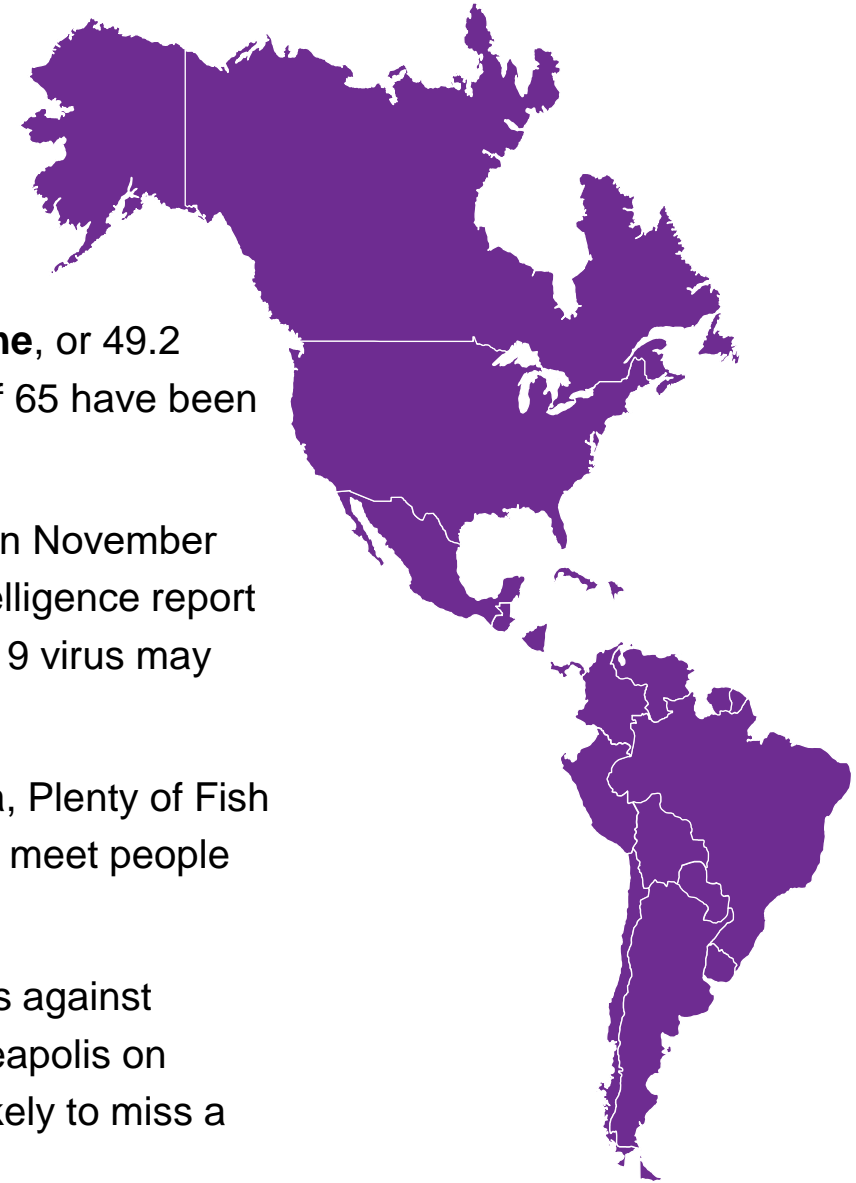 ne, or 49.2
f 65 have been
n November
elligence report
9 virus may
a, Plenty of Fish
meet people
s against
eapolis on
kely to miss a